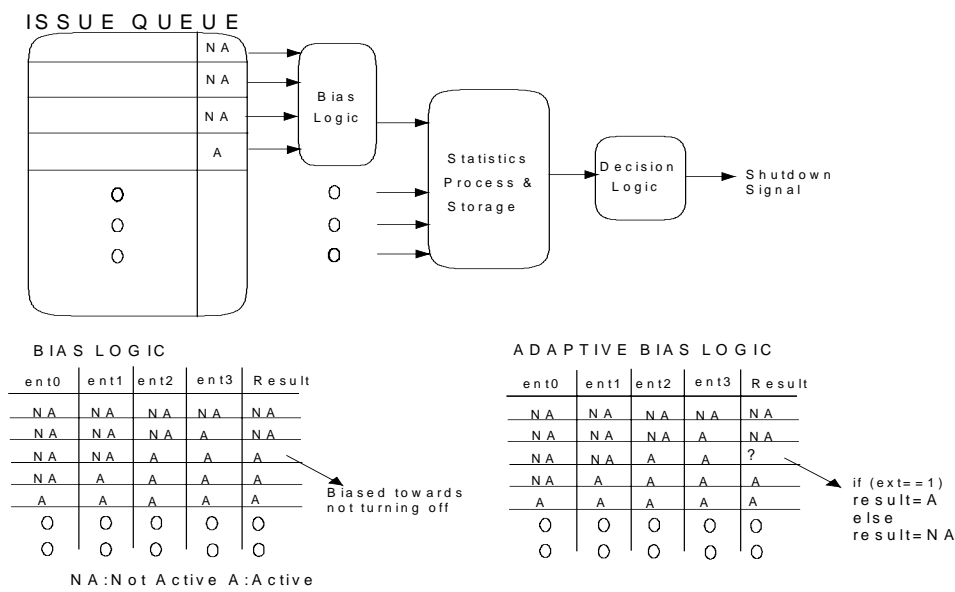 ISSUE QUEUE
NA
NA
NA
A
Bias
Logic
Statistics
Process &
Storage
Decision
Logic
Shutdown
Signal
BIAS LOGIC
ent0 ent1 ent2 ent3 Result
NA NA NA NA NA
NA NA NA A NA
NA NA A A A
NA A A A A
A A A A A
Biased towards
not turning off
NA:Not Active A:Active
ADAPTIVE BIAS LOGIC
ent0 ent1 ent2 ent3 Result
NA NA NA NA NA
NA NA NA A NA
NA NA A A ?
NA A A A A
A A A A A
if (ext==1)
result=A
else
result=NA